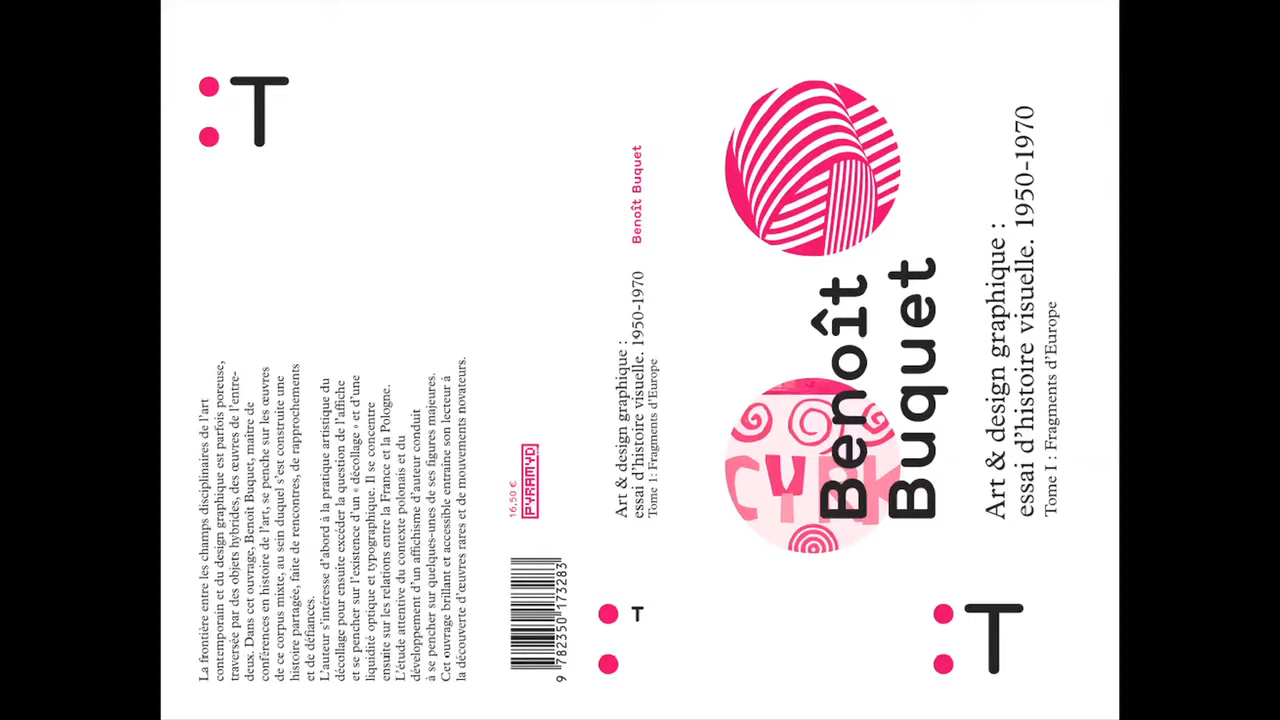 :T
La frontière entre les champs disciplinaires de l'art
contemporain et du design graphique est parfois poreuse,
traversée par des objets hybrides, des œuvres de l'entre-
deux. Dans cet ouvrage, Benoît Buquet, maître de
conférences en histoire de l'art, se penche sur les œuvres
de ce corpus mixte, au sein duquel s'est construite une
histoire partagée, faite de rencontres, de rapprochements
et de défiances.
L'auteur s'intéresse d'abord à la pratique artistique du
décollage pour ensuite excéder la question de l'affiche
et se pencher sur l'existence d'un « décollage » et d'une
liquidité optique et typographique. Il se concentre
ensuite sur les relations entre la France et la Pologne.
L'étude attentive du contexte polonais et du
développement d'un affichisme d'auteur conduit
à se pencher sur quelques-unes de ses figures majeures.
Cet ouvrage brillant et accessible entraîne son lecteur à
la découverte d'œuvres rares et de mouvements novateurs.
16,50 €
PYRAMYD
9 782350 173283
:T
Art & design graphique :
essai d'histoire visuelle. 1950-1970
Tome 1 : Fragments d'Europe
Benoît Buquet
CYRK
Benoît
Buquet
Art & design graphique :
essai d'histoire visuelle. 1950-1970
Tome I : Fragments d'Europe
:T